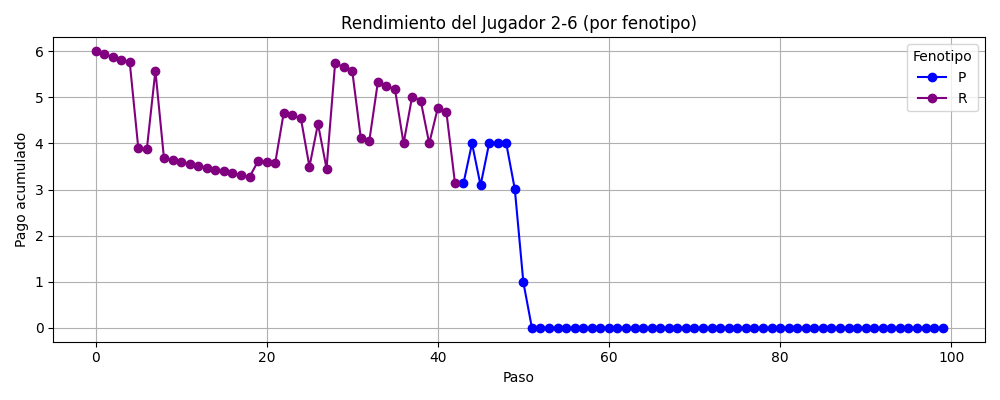 Rendimiento del Jugador 2-6 (por fenotipo)
Pago acumulado
6
5
4
3
2
1
0
Fenotipo
P
R
0 20 40 60 80 100
Paso